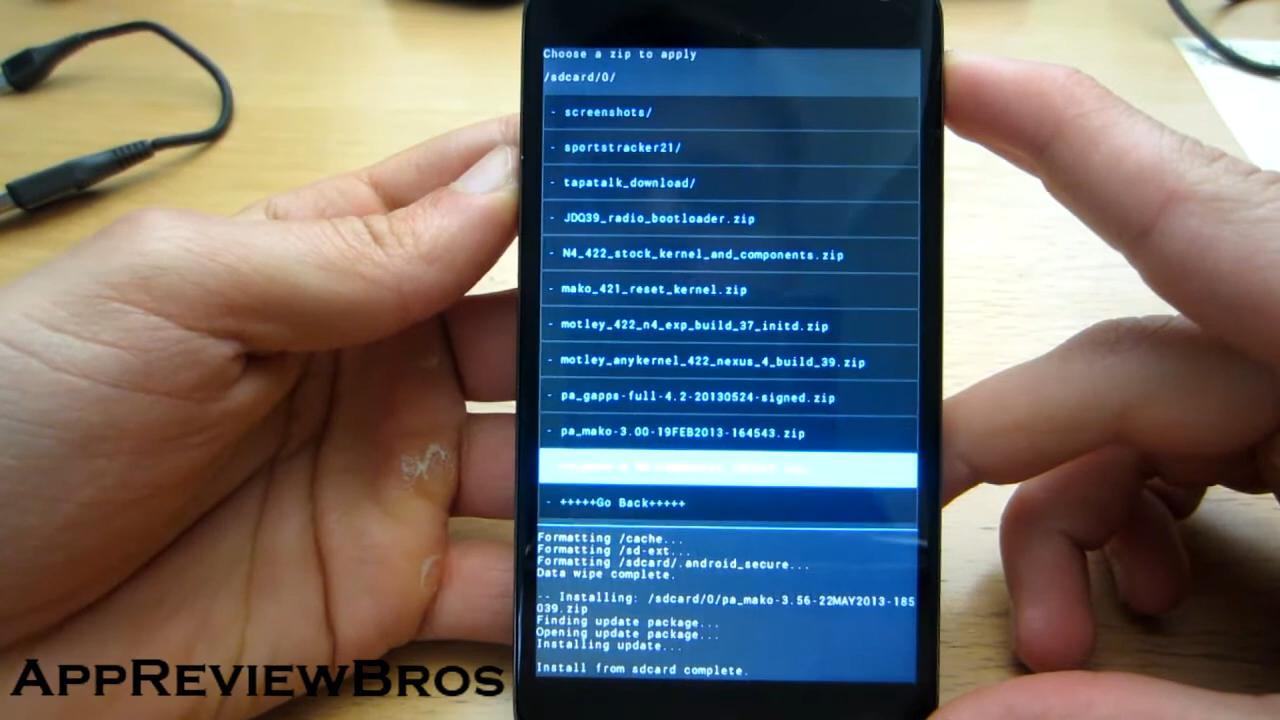 Choose a zip to apply
/sdcard/0/
- screenshots/
- sportstracker21/
- tapatalk_download/
- JDQ39_radio_bootloader.zip
- N4_422_stock_kernel_and_components.zip
- mako_421_reset_kernel.zip
- motley_422_n4_exp_build_37_initd.zip
- motley_anykernel_422_nexus_4_build_39.zip
- pa_gapps-full-4.2-20130524-signed.zip
- pa_mako-3.00-19FEB2013-164543.zip
- +++++Go Back+++++
Formatting /cache...
Formatting /sd-ext...
Formatting /sdcard/.android_secure...
Data wipe complete.
-- Installing: /sdcard/0/pa_mako-3.56-22MAY2013-185
039.zip
Finding update package...
Opening update package...
Installing update...
Install from sdcard complete.
AppReviewBros